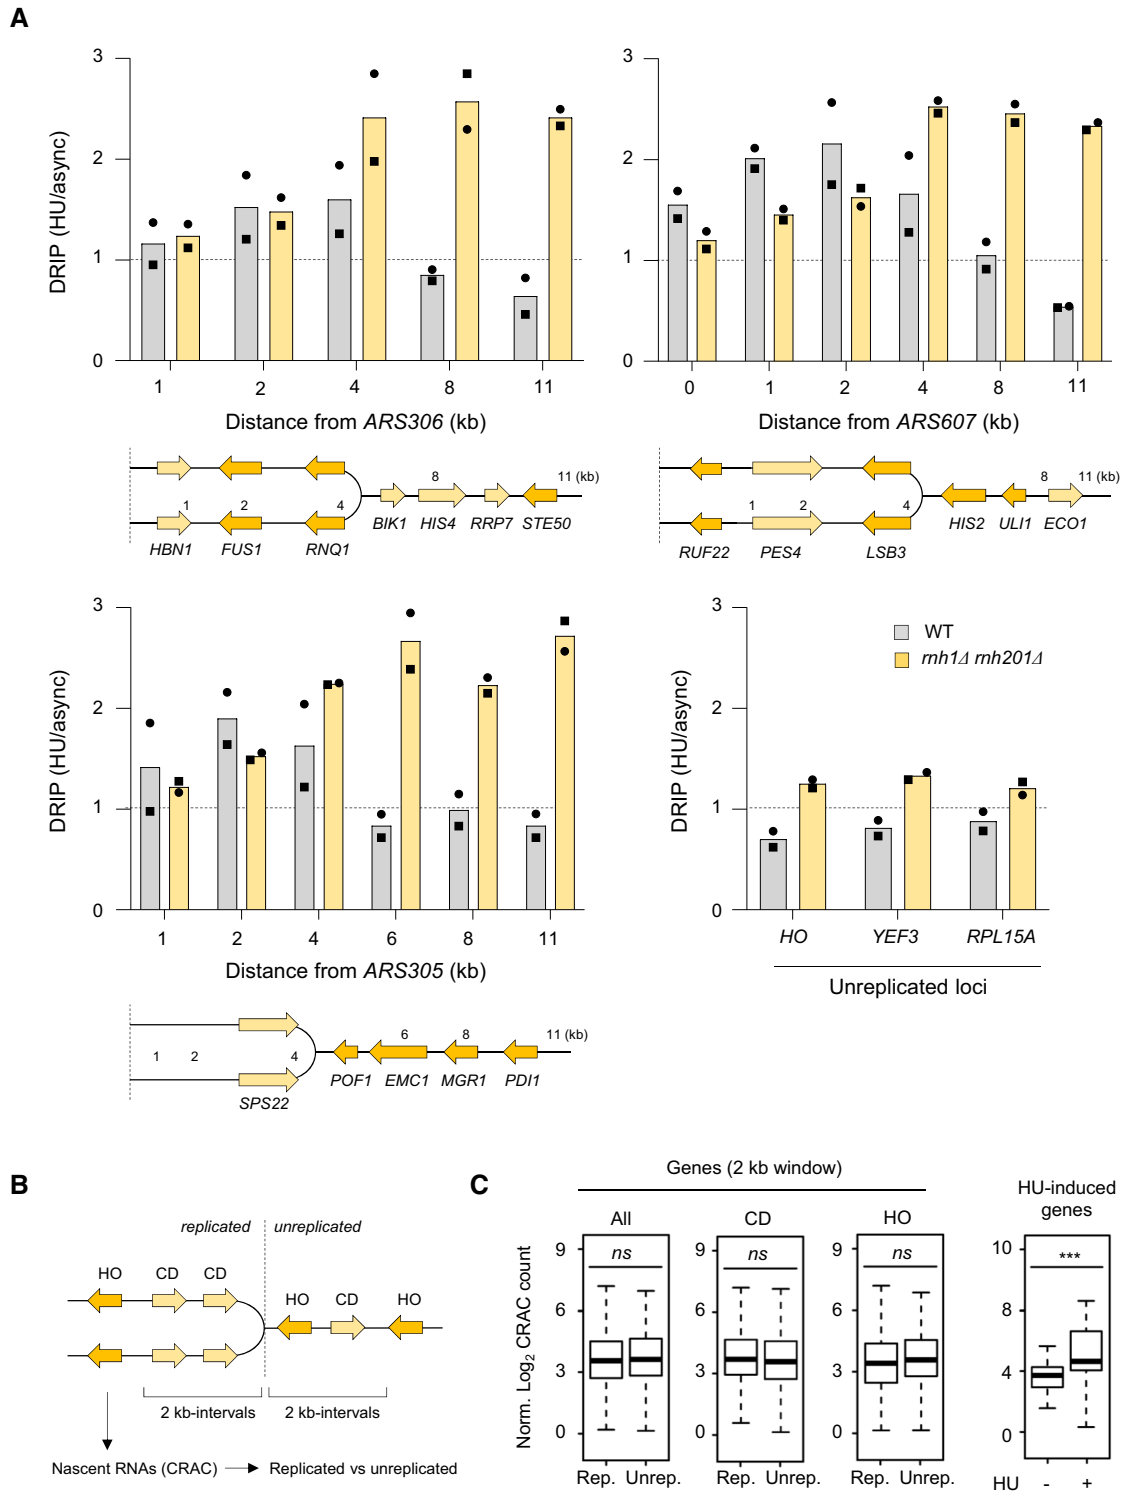 A
3
2
1
0
DRIP (HU/async)
1 2 4 8 11
Distance from ARS306 (kb)
8 11 (kb)
1 2 4
BIK1 HIS4 RRP7 STE50
HBN1 FUS1 RNQ1
3
2
1
0
0 1 2 4 8 11
Distance from ARS607 (kb)
8 11 (kb)
1 2 4
HIS2 ULI1 ECO1
RUF22 PES4 LSB3
3
2
1
0
DRIP (HU/async)
1 2 4 6 8 11
Distance from ARS305 (kb)
6 8 11 (kb)
1 2 4
POF1 EMC1 MGR1 PDI1
SPS22
3
2
1
0
DRIP (HU/async)
WT
rnh1Δ rnh201Δ
HO YEF3 RPL15A
Unreplicated loci
B
replicated unreplicated
HO CD CD
HO CD HO
2 kb-intervals 2 kb-intervals
Nascent RNAs (CRAC) Replicated vs unreplicated
C
Genes (2 kb window)
Norm. Log2 CRAC count
All
9
6
3
0
ns
Rep. Unrep.
CD
9
6
3
0
ns
Rep. Unrep.
HO
9
6
3
0
ns
Rep. Unrep.
HU-induced
genes
10
8
4
0
***
HU - +